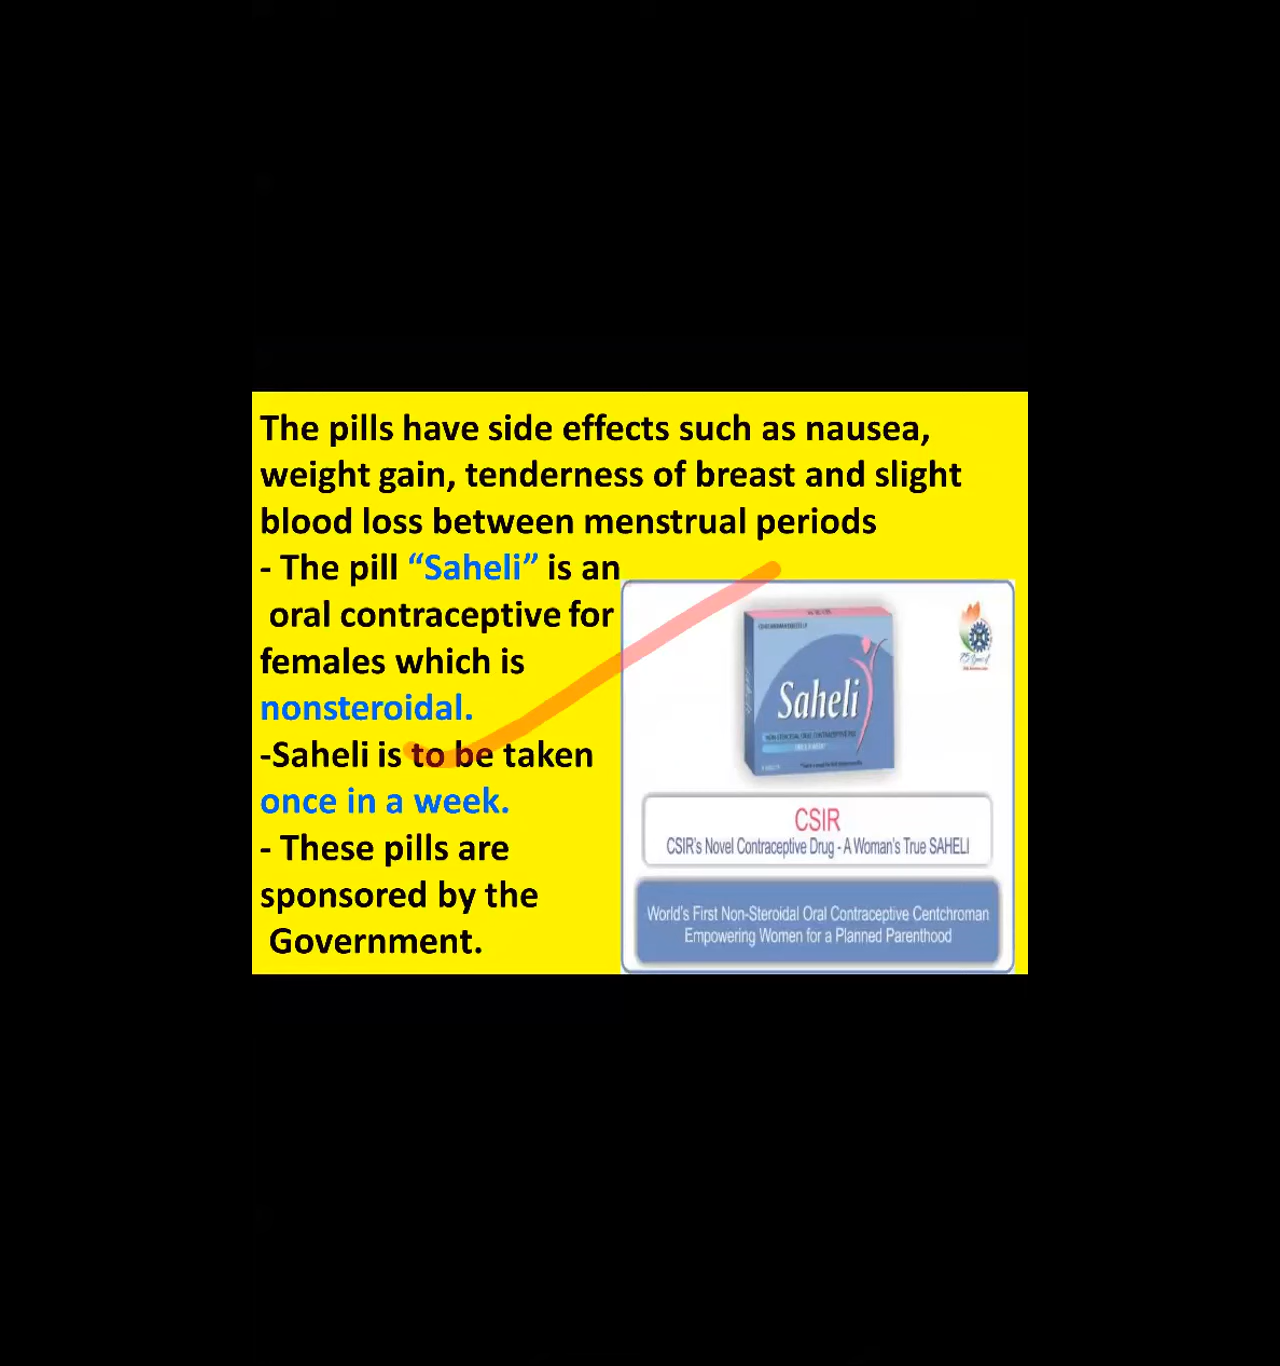 The pills have side effects such as nausea,
weight gain, tenderness of breast and slight
blood loss between menstrual periods
- The pill “Saheli” is an
oral contraceptive for
females which is
nonsteroidal.
-Saheli is to be taken
once in a week.
- These pills are
sponsored by the
Government.
Saheli
CSIR
CSIR's Novel Contraceptive Drug - A Woman's True SAHELI
World's First Non-Steroidal Oral Contraceptive Centchroman
Empowering Women for a Planned Parenthood